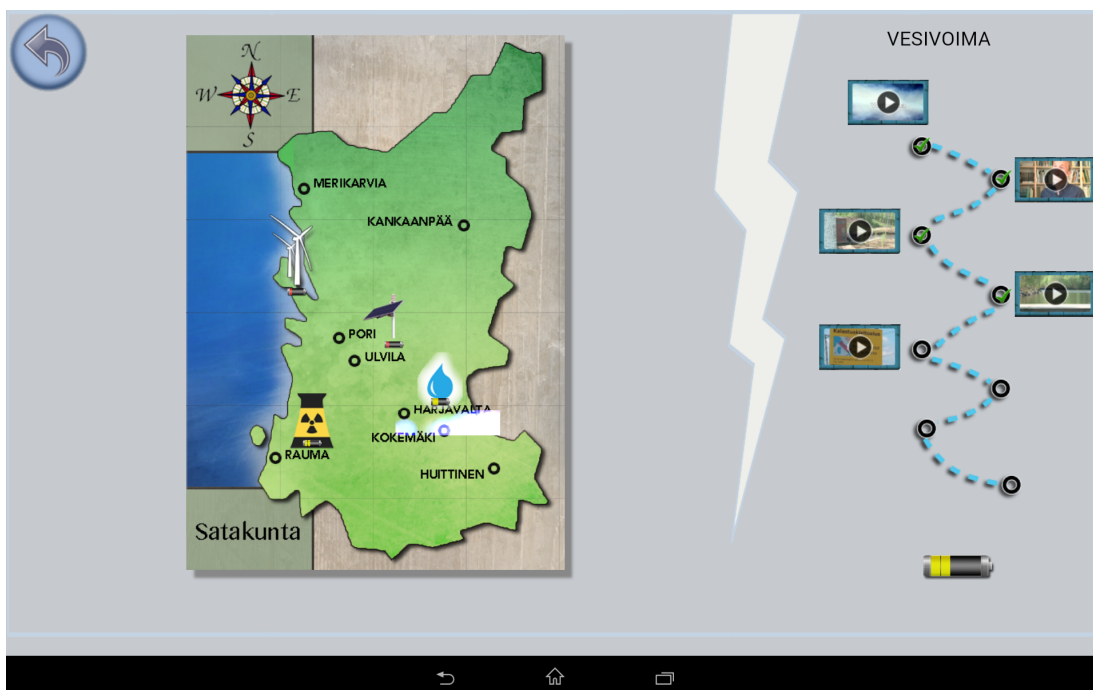 VESIVOIMA
N
W E
S
MERIKARVIA
KANKAANPÄÄ
PORI
ULVILA
HARJAVALTA
KOKEMÄKI
RAUMA
HUITTINEN
Satakunta